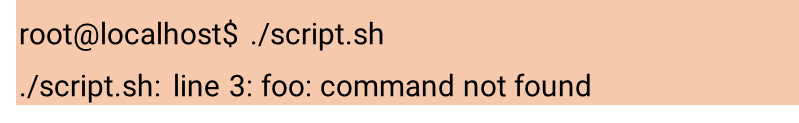 root@localhost$ ./script.sh
./script.sh: line 3: foo: command not found